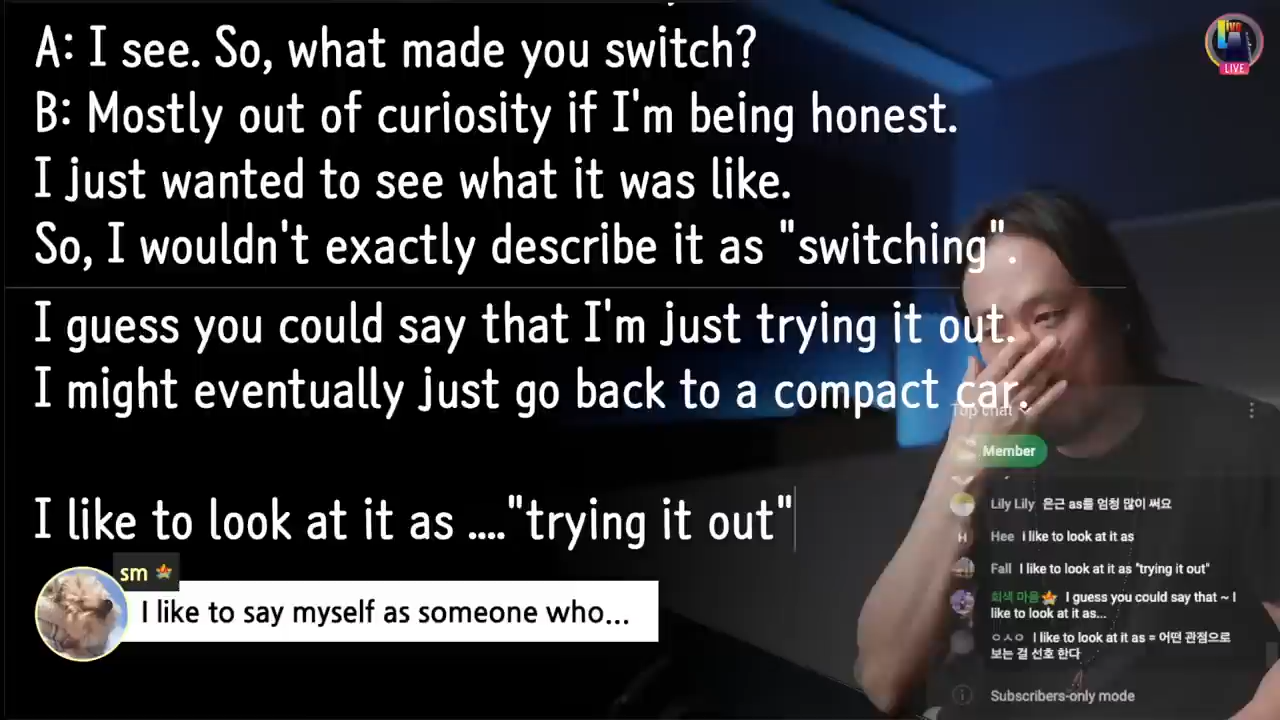 A: I see. So, what made you switch?
B: Mostly out of curiosity if I'm being honest.
I just wanted to see what it was like.
So, I wouldn't exactly describe it as "switching".
I guess you could say that I'm just trying it out.
I might eventually just go back to a compact car.
I like to look at it as ...."trying it out"
sm
I like to say myself as someone who...
Live
LIVE
Top chat
Member
Lily Lily 은근 as를 엄청 많이 써요
Hee i like to look at it as
Fall I like to look at it as "trying it out"
회색 마음 I guess you could say that ~ I
like to look at it as...
ㅇㅅㅇ I like to look at it as = 어떤 관점으로
보는 걸 선호 한다
Subscribers-only mode